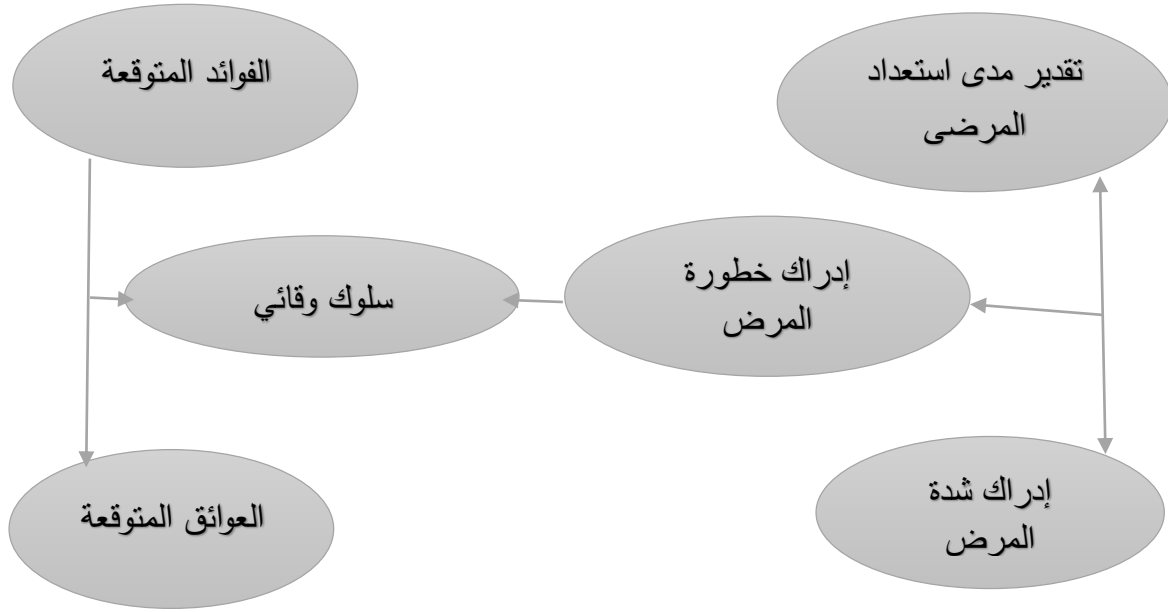 تقدير مدى استعداد
المرضى
الفوائد المتوقعة
إدراك خطورة
المرض
سلوك وقائي
إدراك شدة
المرض
العوائق المتوقعة